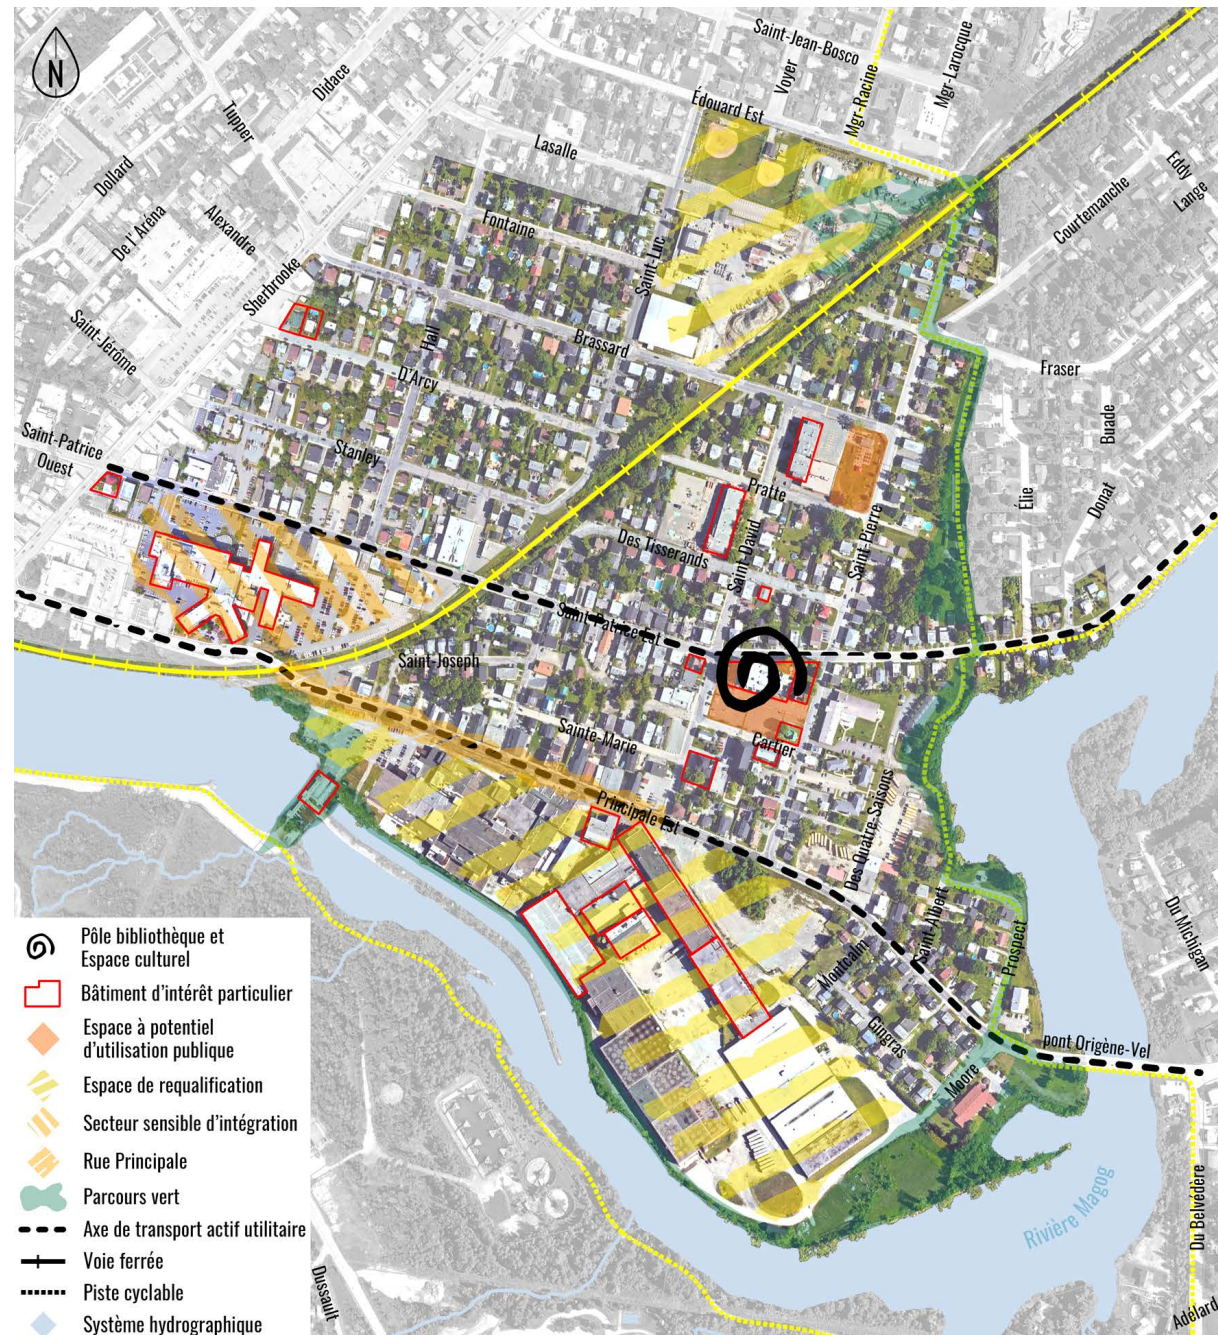 N
Saint-Jean-Bosco
Voyer
Mgr-Racine
Mgr-Larocque
Didace
Tupper
Édouard Est
Lasalle
Dollard
De l'Aréna
Alexandre
Sherbrooke
Saint-Jérôme
Fontaine
Saint-Luc
Courtemanche
Eddy
Lange
Hall
Brassard
D'Arcy
Fraser
Buade
Élie
Donat
Saint-Patrice
Ouest
Stanley
Pratte
Des Tisserands
Saint-David
Saint-Pierre
Saint-Patrice Est
Saint-Joseph
Sainte-Marie
Cartier
Principale Est
Des Quatre-Saisons
Saint-Albert
Prospect
Montcalm
Gingras
Moore
pont Origène-Vel
Du Michigan
Du Belvédère
Rivière Magog
Adélard
Dussault
Pôle bibliothèque et
Espace culturel
Bâtiment d'intérêt particulier
Espace à potentiel
d'utilisation publique
Espace de requalification
Secteur sensible d'intégration
Rue Principale
Parcours vert
Axe de transport actif utilitaire
Voie ferrée
Piste cyclable
Système hydrographique